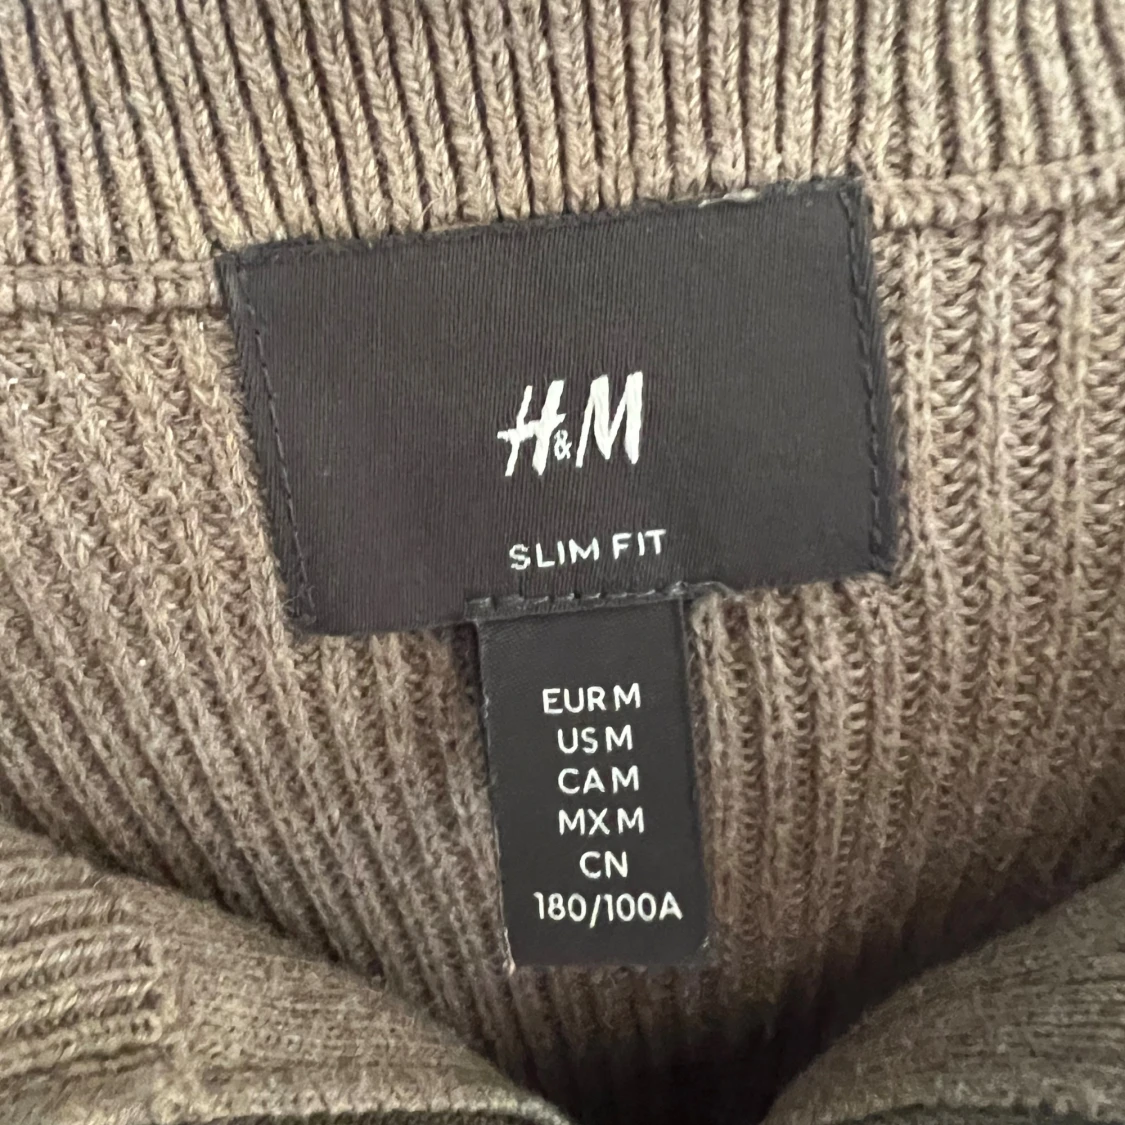 H&M
SLIM FIT
EUR M
US M
CA M
MX M
CN
180/100A